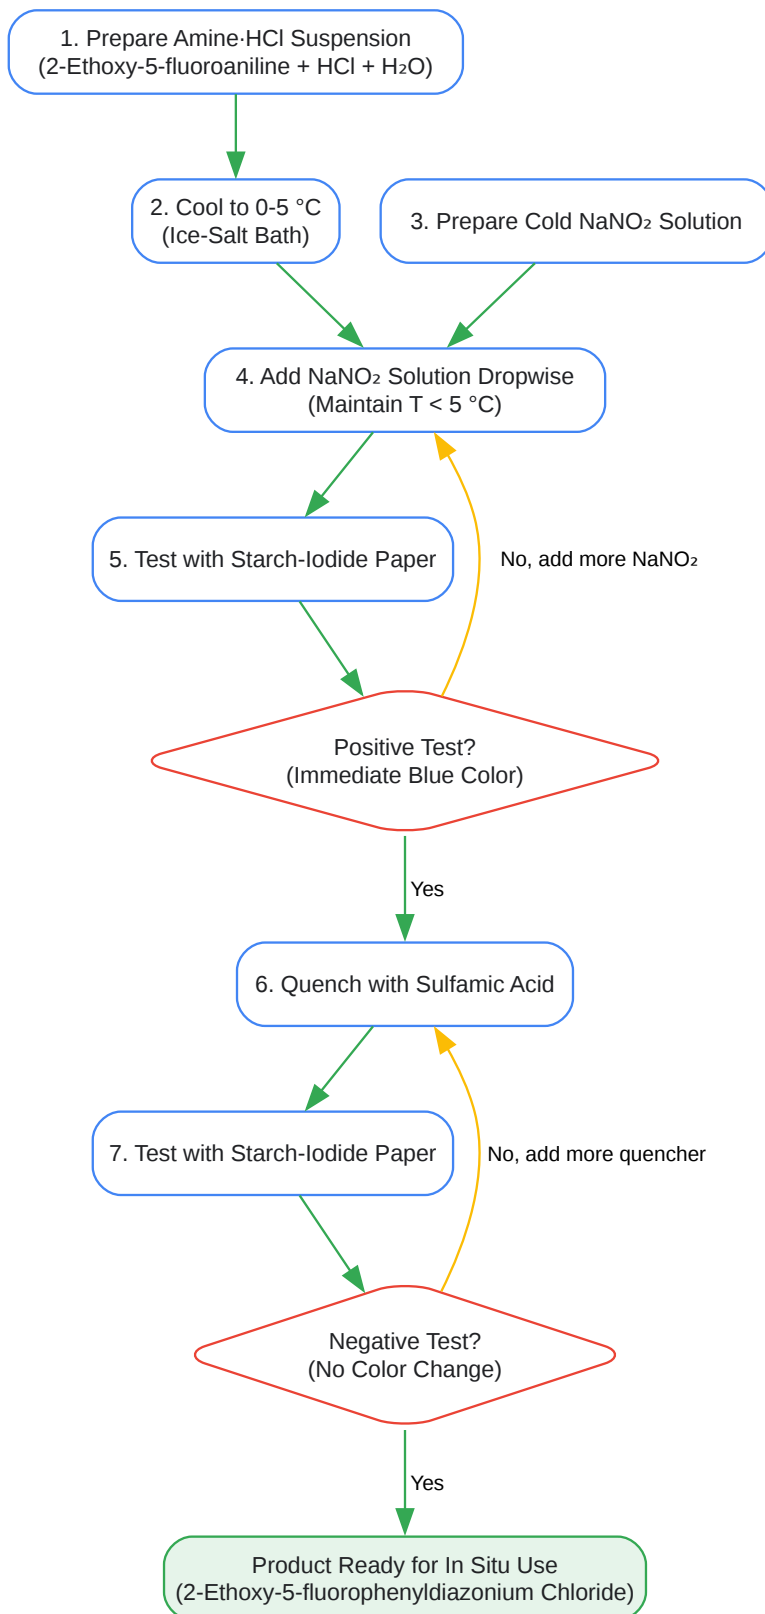 1. Prepare Amine·HCl Suspension
(2-Ethoxy-5-fluoroaniline + HCl + H₂O)
2. Cool to 0-5 °C
(Ice-Salt Bath)
3. Prepare Cold NaNO₂ Solution
4. Add NaNO₂ Solution Dropwise
(Maintain T < 5 °C)
5. Test with Starch-Iodide Paper
No, add more NaNO₂
Positive Test?
(Immediate Blue Color)
Yes
6. Quench with Sulfamic Acid
7. Test with Starch-Iodide Paper
No, add more quencher
Negative Test?
(No Color Change)
Yes
Product Ready for In Situ Use
(2-Ethoxy-5-fluorophenyldiazonium Chloride)